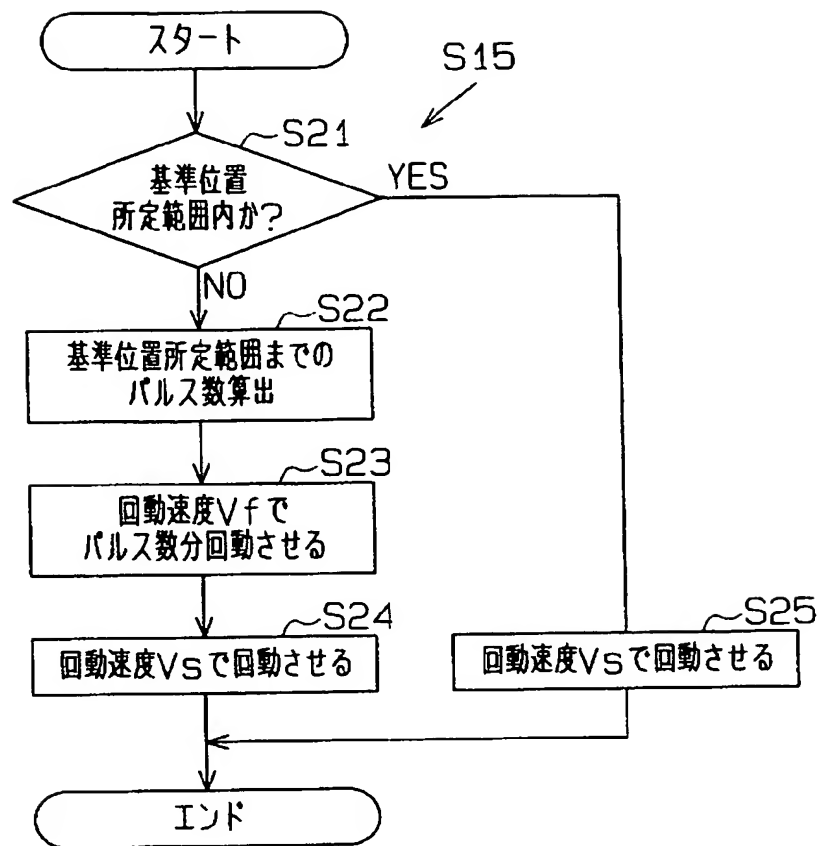 スタート
S15
S21
基準位置
所定範囲内か?
YES
NO
S22
基準位置所定範囲までの
パルス数算出
S23
回動速度Vfで
パルス数分回動させる
S24
回動速度Vsで回動させる
S25
回動速度Vsで回動させる
エンド